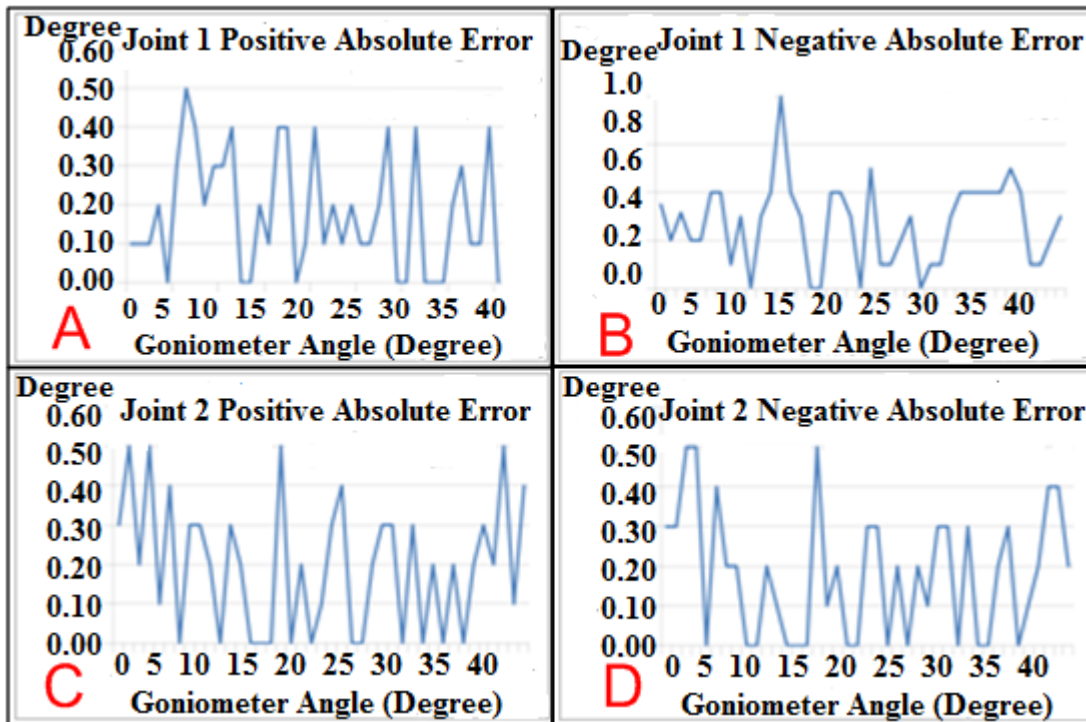 Degree
Joint 1 Positive Absolute Error
0.60
0.50
0.40
0.30
0.20
0.10
0.00
0 5 10 15 20 25 30 35 40
A
Goniometer Angle (Degree)
Degree
Joint 1 Negative Absolute Error
1.0
0.8
0.6
0.4
0.2
0.0
0 5 10 15 20 25 30 35 40
B
Goniometer Angle (Degree)
Degree
Joint 2 Positive Absolute Error
0.60
0.50
0.40
0.30
0.20
0.10
0.00
0 5 10 15 20 25 30 35 40
C
Goniometer Angle (Degree)
Degree
Joint 2 Negative Absolute Error
0.60
0.50
0.40
0.30
0.20
0.10
0.00
0 5 10 15 20 25 30 35 40
D
Goniometer Angle (Degree)